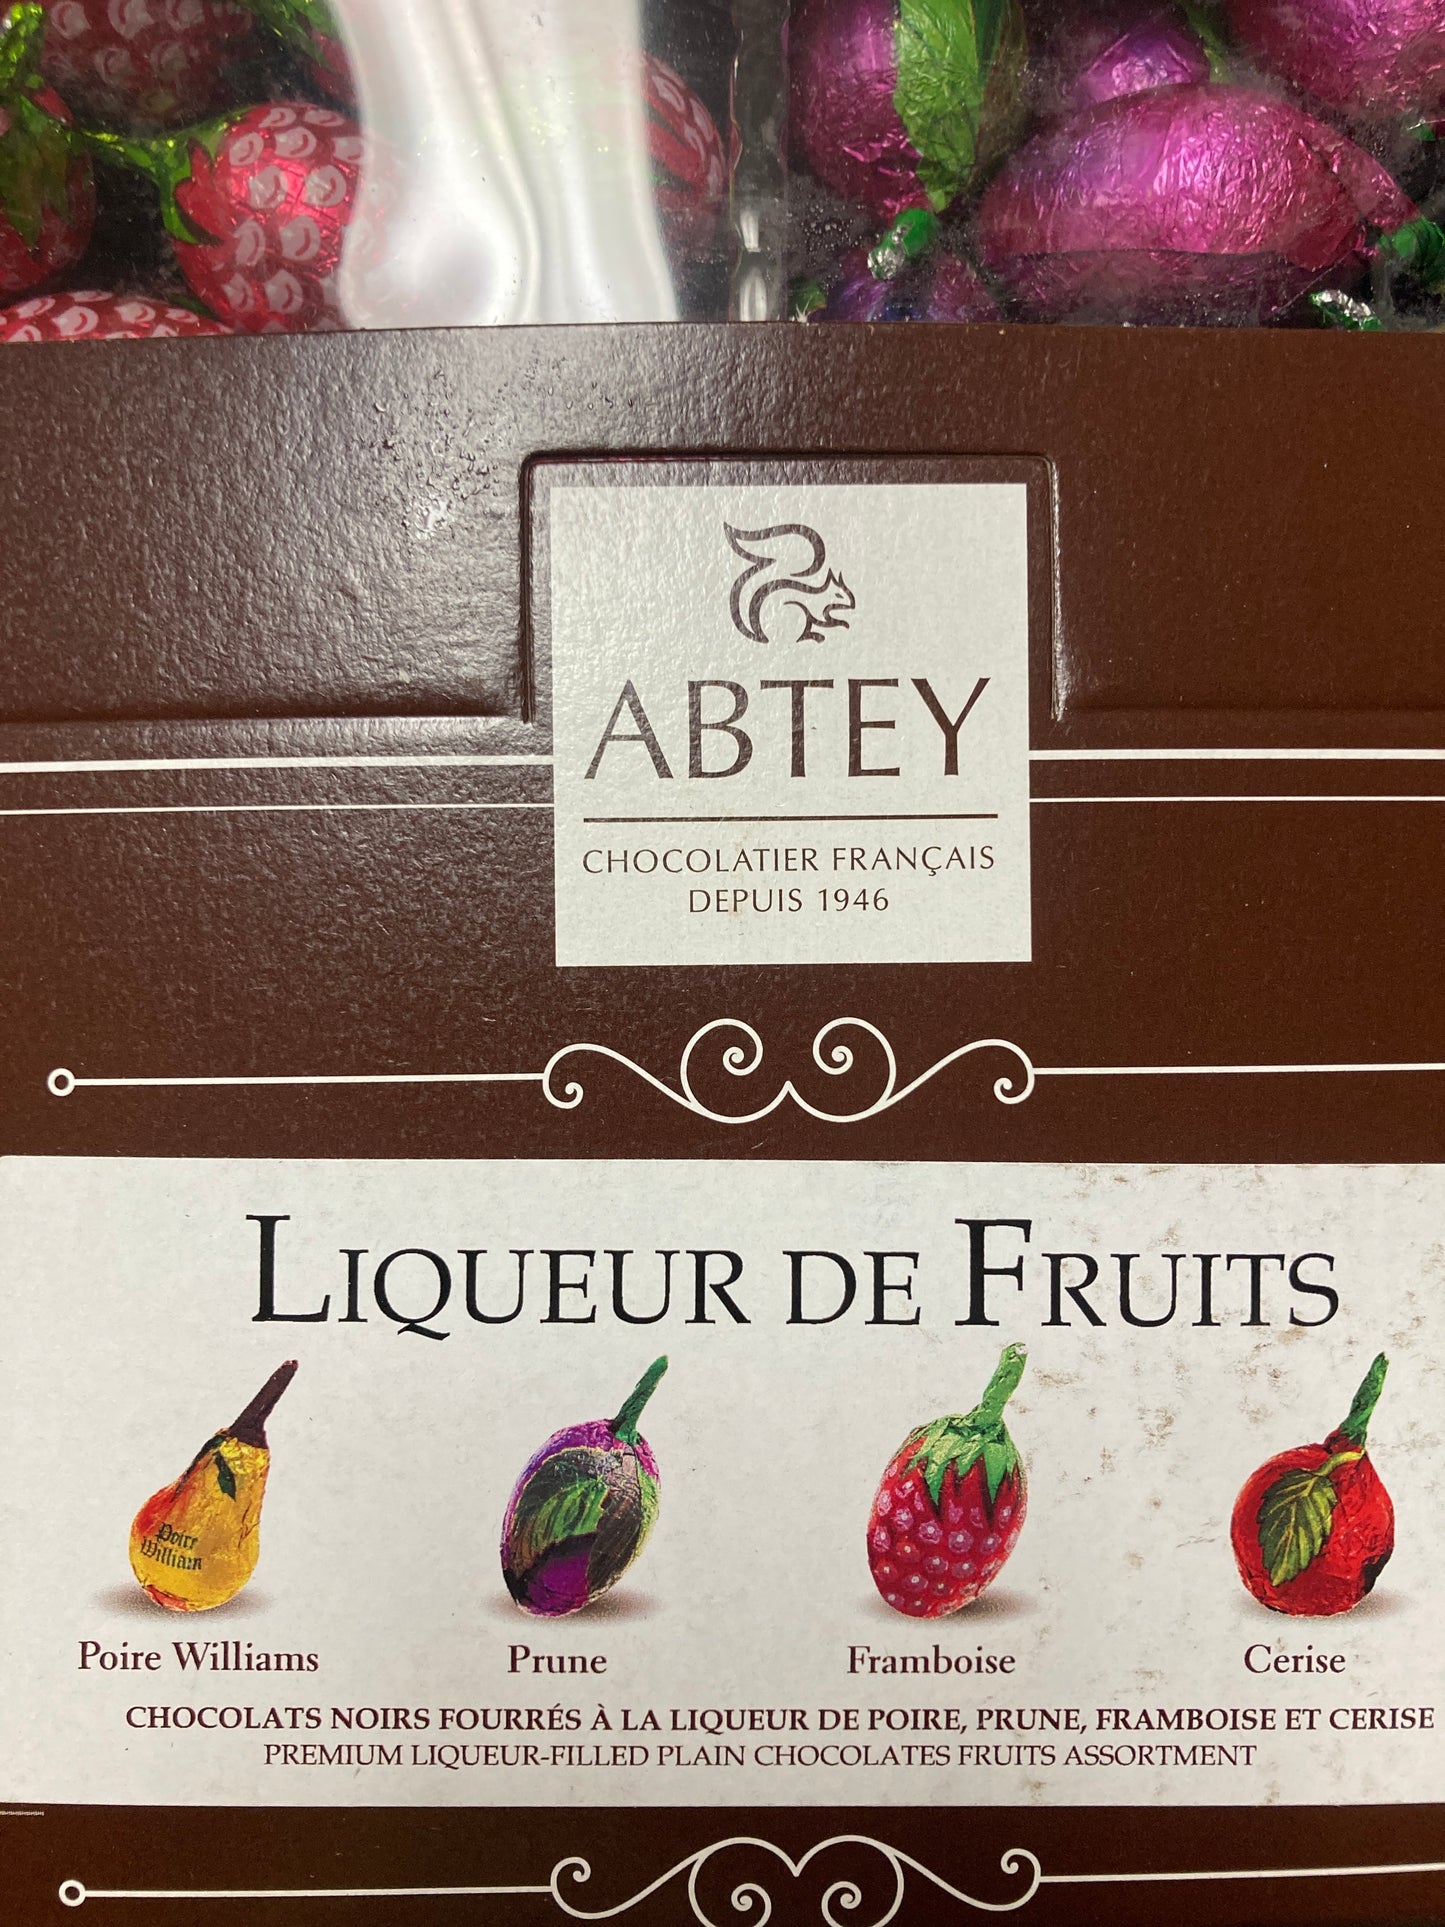 ABTEY
CHOCOLATIER FRANÇAIS
DEPUIS 1946
LIQUEUR DE FRUITS
Poire
William
Poire Williams
Prune
Framboise
Cerise
CHOCOLATS NOIRS FOURRÉS À LA LIQUEUR DE POIRE, PRUNE, FRAMBOISE ET CERISE
PREMIUM LIQUEUR-FILLED PLAIN CHOCOLATES FRUITS ASSORTMENT